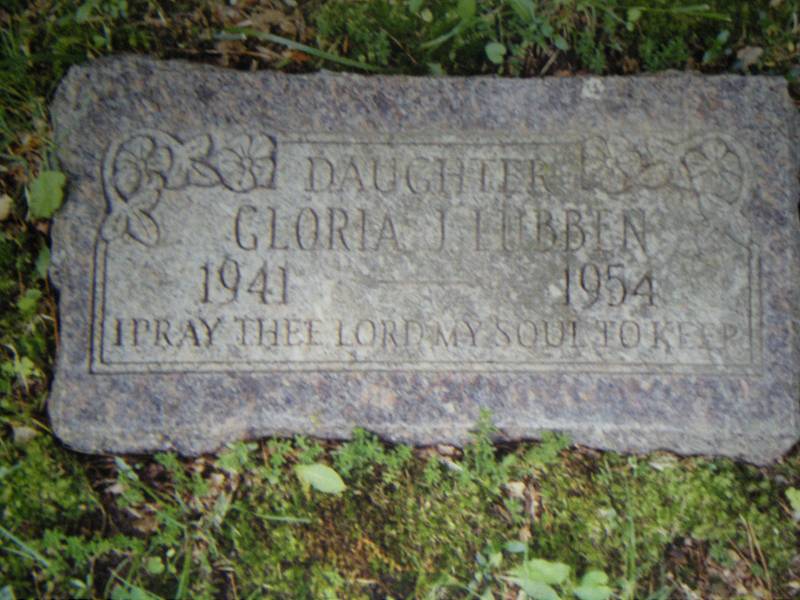 DAUGHTER
GLORIA J. LUBBEN
1941 — 1954
I PRAY THEE LORD MY SOUL TO KEEP